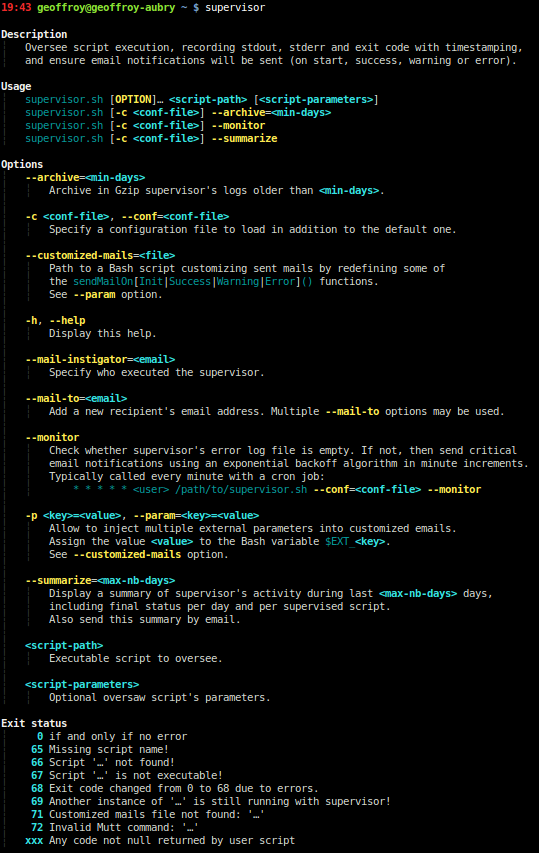 19:43 geoffroy@geoffroy-aubry ~ $ supervisor
Description
Oversee script execution, recording stdout, stderr and exit code with timestamping,
and ensure email notifications will be sent (on start, success, warning or error).
Usage
supervisor.sh [OPTION]… <script-path> [<script-parameters>]
supervisor.sh [-c <conf-file>] --archive=<min-days>
supervisor.sh [-c <conf-file>] --monitor
supervisor.sh [-c <conf-file>] --summarize
Options
--archive=<min-days>
Archive in Gzip supervisor's logs older than <min-days>.
-c <conf-file>, --conf=<conf-file>
Specify a configuration file to load in addition to the default one.
--customized-mails=<file>
Path to a Bash script customizing sent mails by redefining some of
the sendMailOn[Init|Success|Warning|Error]() functions.
See --param option.
-h, --help
Display this help.
--mail-instigator=<email>
Specify who executed the supervisor.
--mail-to=<email>
Add a new recipient's email address. Multiple --mail-to options may be used.
--monitor
Check whether supervisor's error log file is empty. If not, then send critical
email notifications using an exponential backoff algorithm in minute increments.
Typically called every minute with a cron job:
* * * * * <user> /path/to/supervisor.sh --conf=<conf-file> --monitor
-p <key>=<value>, --param=<key>=<value>
Allow to inject multiple external parameters into customized emails.
Assign the value <value> to the Bash variable $EXT_<key>.
See --customized-mails option.
--summarize=<max-nb-days>
Display a summary of supervisor's activity during last <max-nb-days> days,
including final status per day and per supervised script.
Also send this summary by email.
<script-path>
Executable script to oversee.
<script-parameters>
Optional oversaw script's parameters.
Exit status
0 if and only if no error
65 Missing script name!
66 Script '…' not found!
67 Script '…' is not executable!
68 Exit code changed from 0 to 68 due to errors.
69 Another instance of '…' is still running with supervisor!
71 Customized mails file not found: '…'
72 Invalid Mutt command: '…'
xxx Any code not null returned by user script